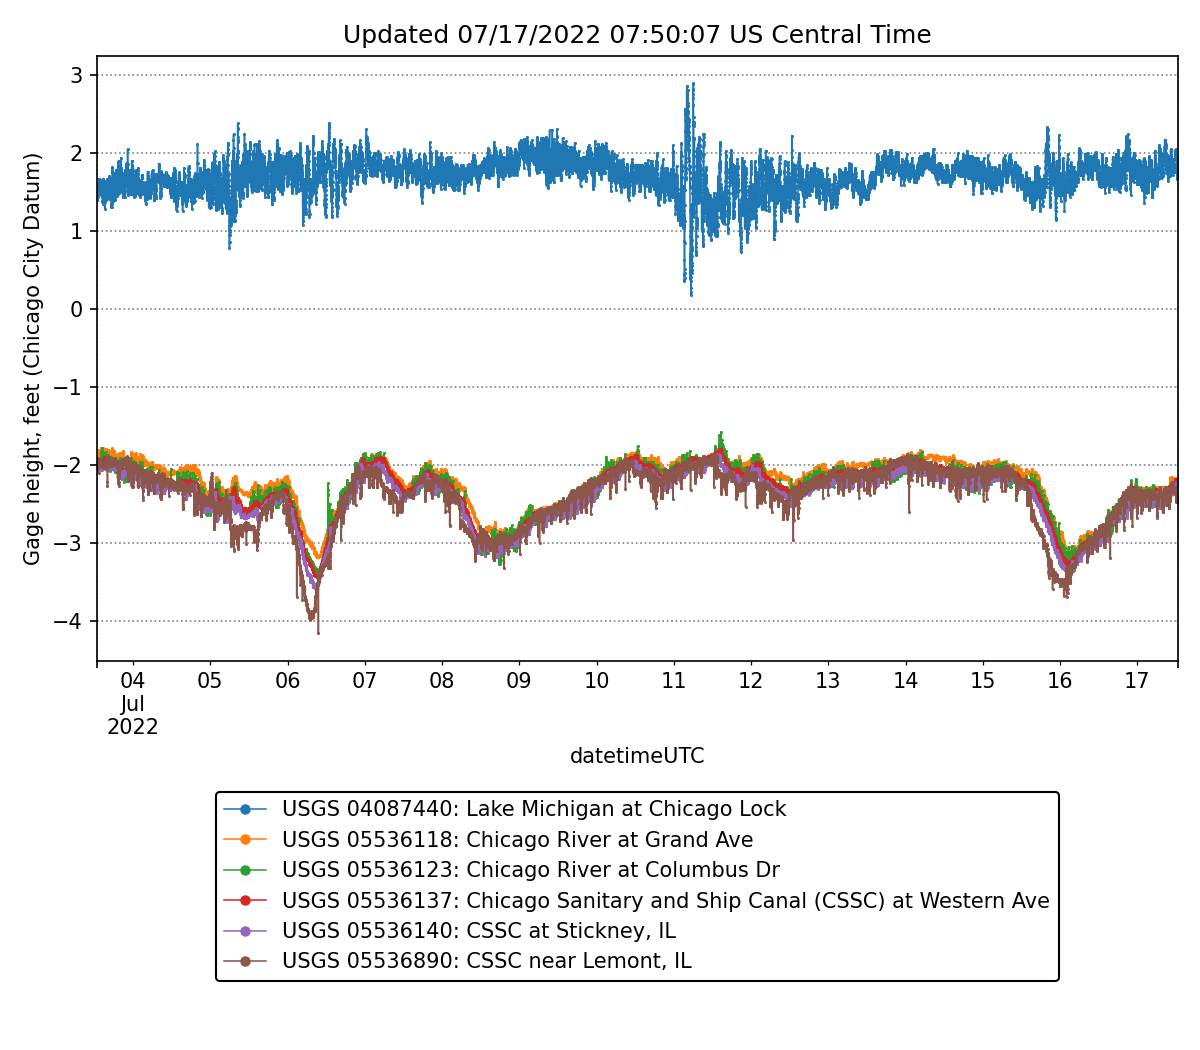 Updated 07/17/2022 07:50:07 US Central Time
Gage height, feet (Chicago City Datum)
3
2
1
0
−1
−2
−3
−4
04 05 06 07 08 09 10 11 12 13 14 15 16 17
Jul
2022
datetimeUTC
USGS 04087440: Lake Michigan at Chicago Lock
USGS 05536118: Chicago River at Grand Ave
USGS 05536123: Chicago River at Columbus Dr
USGS 05536137: Chicago Sanitary and Ship Canal (CSSC) at Western Ave
USGS 05536140: CSSC at Stickney, IL
USGS 05536890: CSSC near Lemont, IL